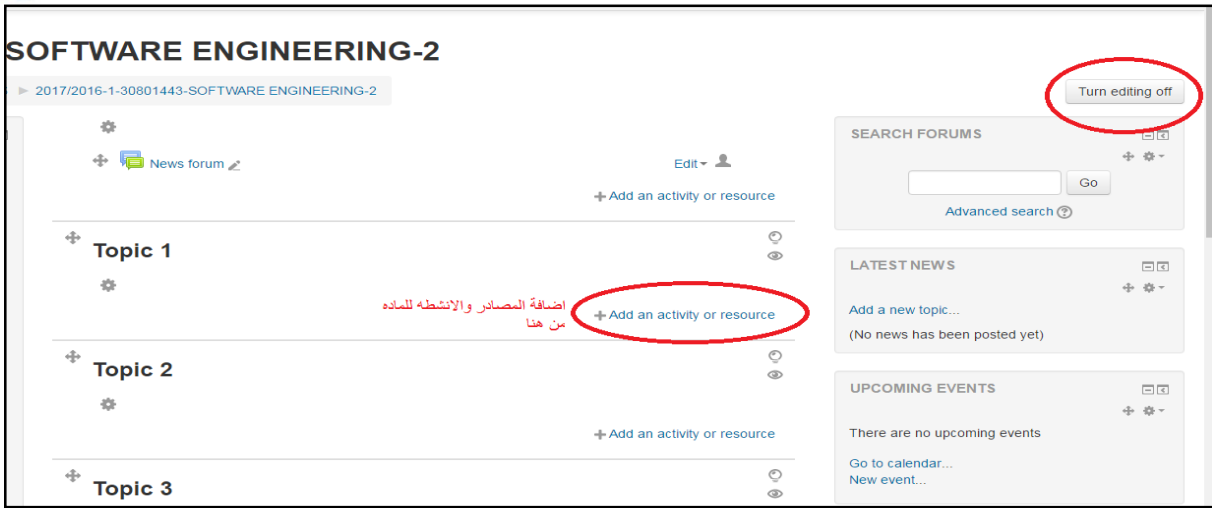 SOFTWARE ENGINEERING-2
2017/2016-1-30801443-SOFTWARE ENGINEERING-2
Turn editing off
News forum
Edit
Add an activity or resource
Topic 1
اضافة المصادر والانشطه للماده
من هنا
Add an activity or resource
Topic 2
Add an activity or resource
Topic 3
SEARCH FORUMS
Go
Advanced search
LATEST NEWS
Add a new topic...
(No news has been posted yet)
UPCOMING EVENTS
There are no upcoming events
Go to calendar...
New event...